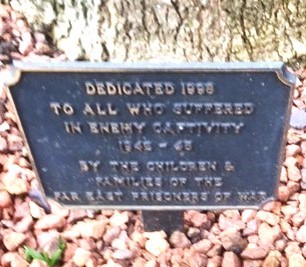 DEDICATED 1998
TO ALL WHO SUFFERED
IN ENEMY CAPTIVITY
1942 - 45
BY THE CHILDREN &
FAMILIES OF THE
FAR EAST PRISONERS OF WAR